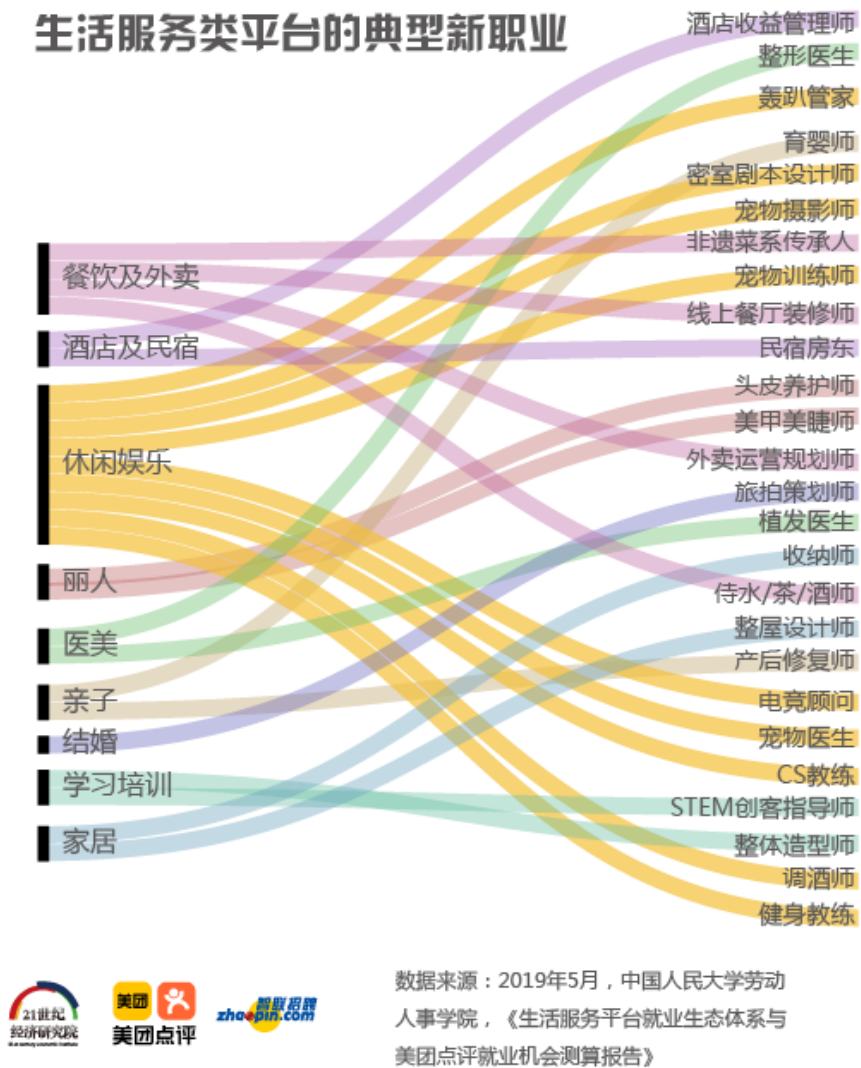 生活服务类平台的典型新职业
酒店收益管理师
整形医生
轰趴管家
育婴师
密室剧本设计师
宠物摄影师
非遗菜系传承人
宠物训练师
线上餐厅装修师
民宿房东
头皮养护师
美甲美睫师
外卖运营规划师
旅拍策划师
植发医生
收纳师
侍水/茶/酒师
整屋设计师
产后修复师
电竞顾问
宠物医生
CS教练
STEM创客指导师
整体造型师
调酒师
健身教练
餐饮及外卖
酒店及民宿
休闲娱乐
丽人
医美
亲子
结婚
学习培训
家居
21世纪
经济研究院
美团
美团点评
智联招聘
zhaopin.com
数据来源：2019年5月，中国人民大学劳动
人事学院，《生活服务平台就业生态体系与
美团点评就业机会测算报告》